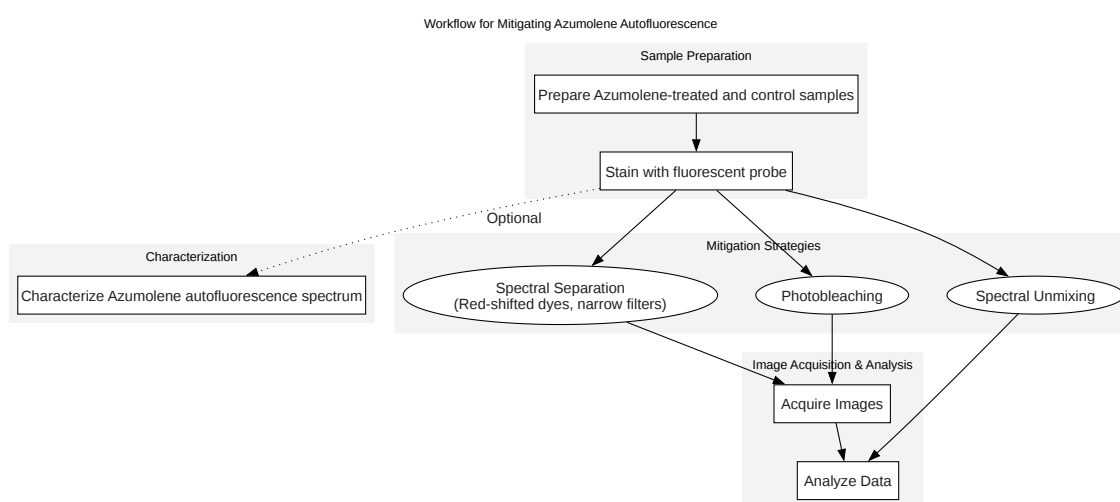 Workflow for Mitigating Azumolene Autofluorescence
Sample Preparation
Prepare Azumolene-treated and control samples
Stain with fluorescent probe
Optional
Characterization
Characterize Azumolene autofluorescence spectrum
Mitigation Strategies
Spectral Separation
(Red-shifted dyes, narrow filters)
Photobleaching
Spectral Unmixing
Image Acquisition & Analysis
Acquire Images
Analyze Data